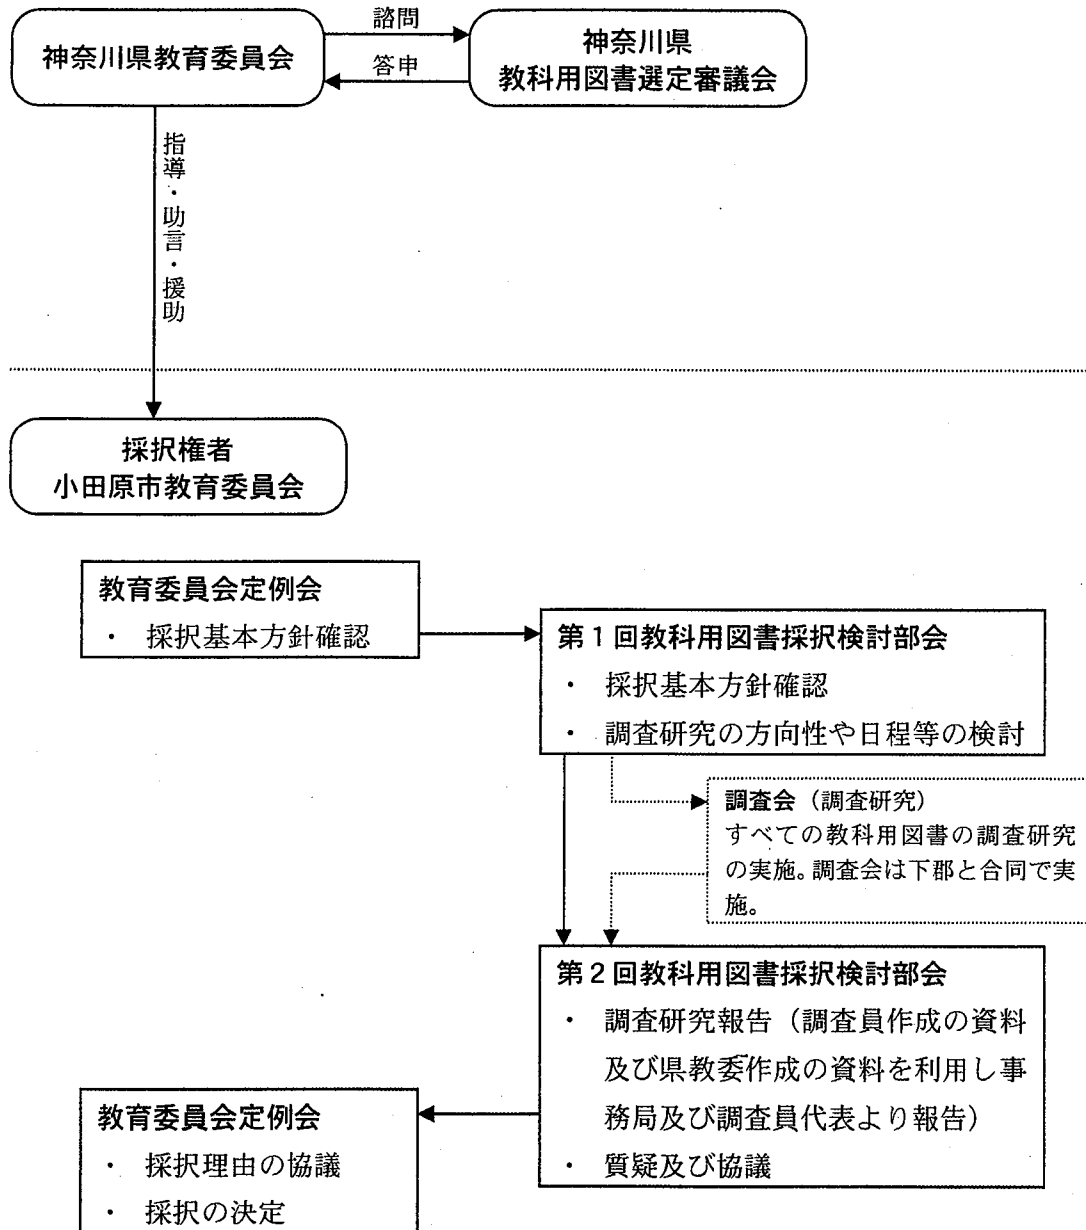 諮問
神奈川県教育委員会
神奈川県
教科用図書選定審議会
答申
指導・助言・援助
採択権者
小田原市教育委員会
教育委員会定例会
・ 採択基本方針確認
第1回教科用図書採択検討部会
・ 採択基本方針確認
・ 調査研究の方向性や日程等の検討
調査会（調査研究）
すべての教科用図書の調査研究
の実施。調査会は下郡と合同で実
施。
第2回教科用図書採択検討部会
・ 調査研究報告（調査員作成の資料
及び県教委作成の資料を利用し事
務局及び調査員代表より報告）
・ 質疑及び協議
教育委員会定例会
・ 採択理由の協議
・ 採択の決定